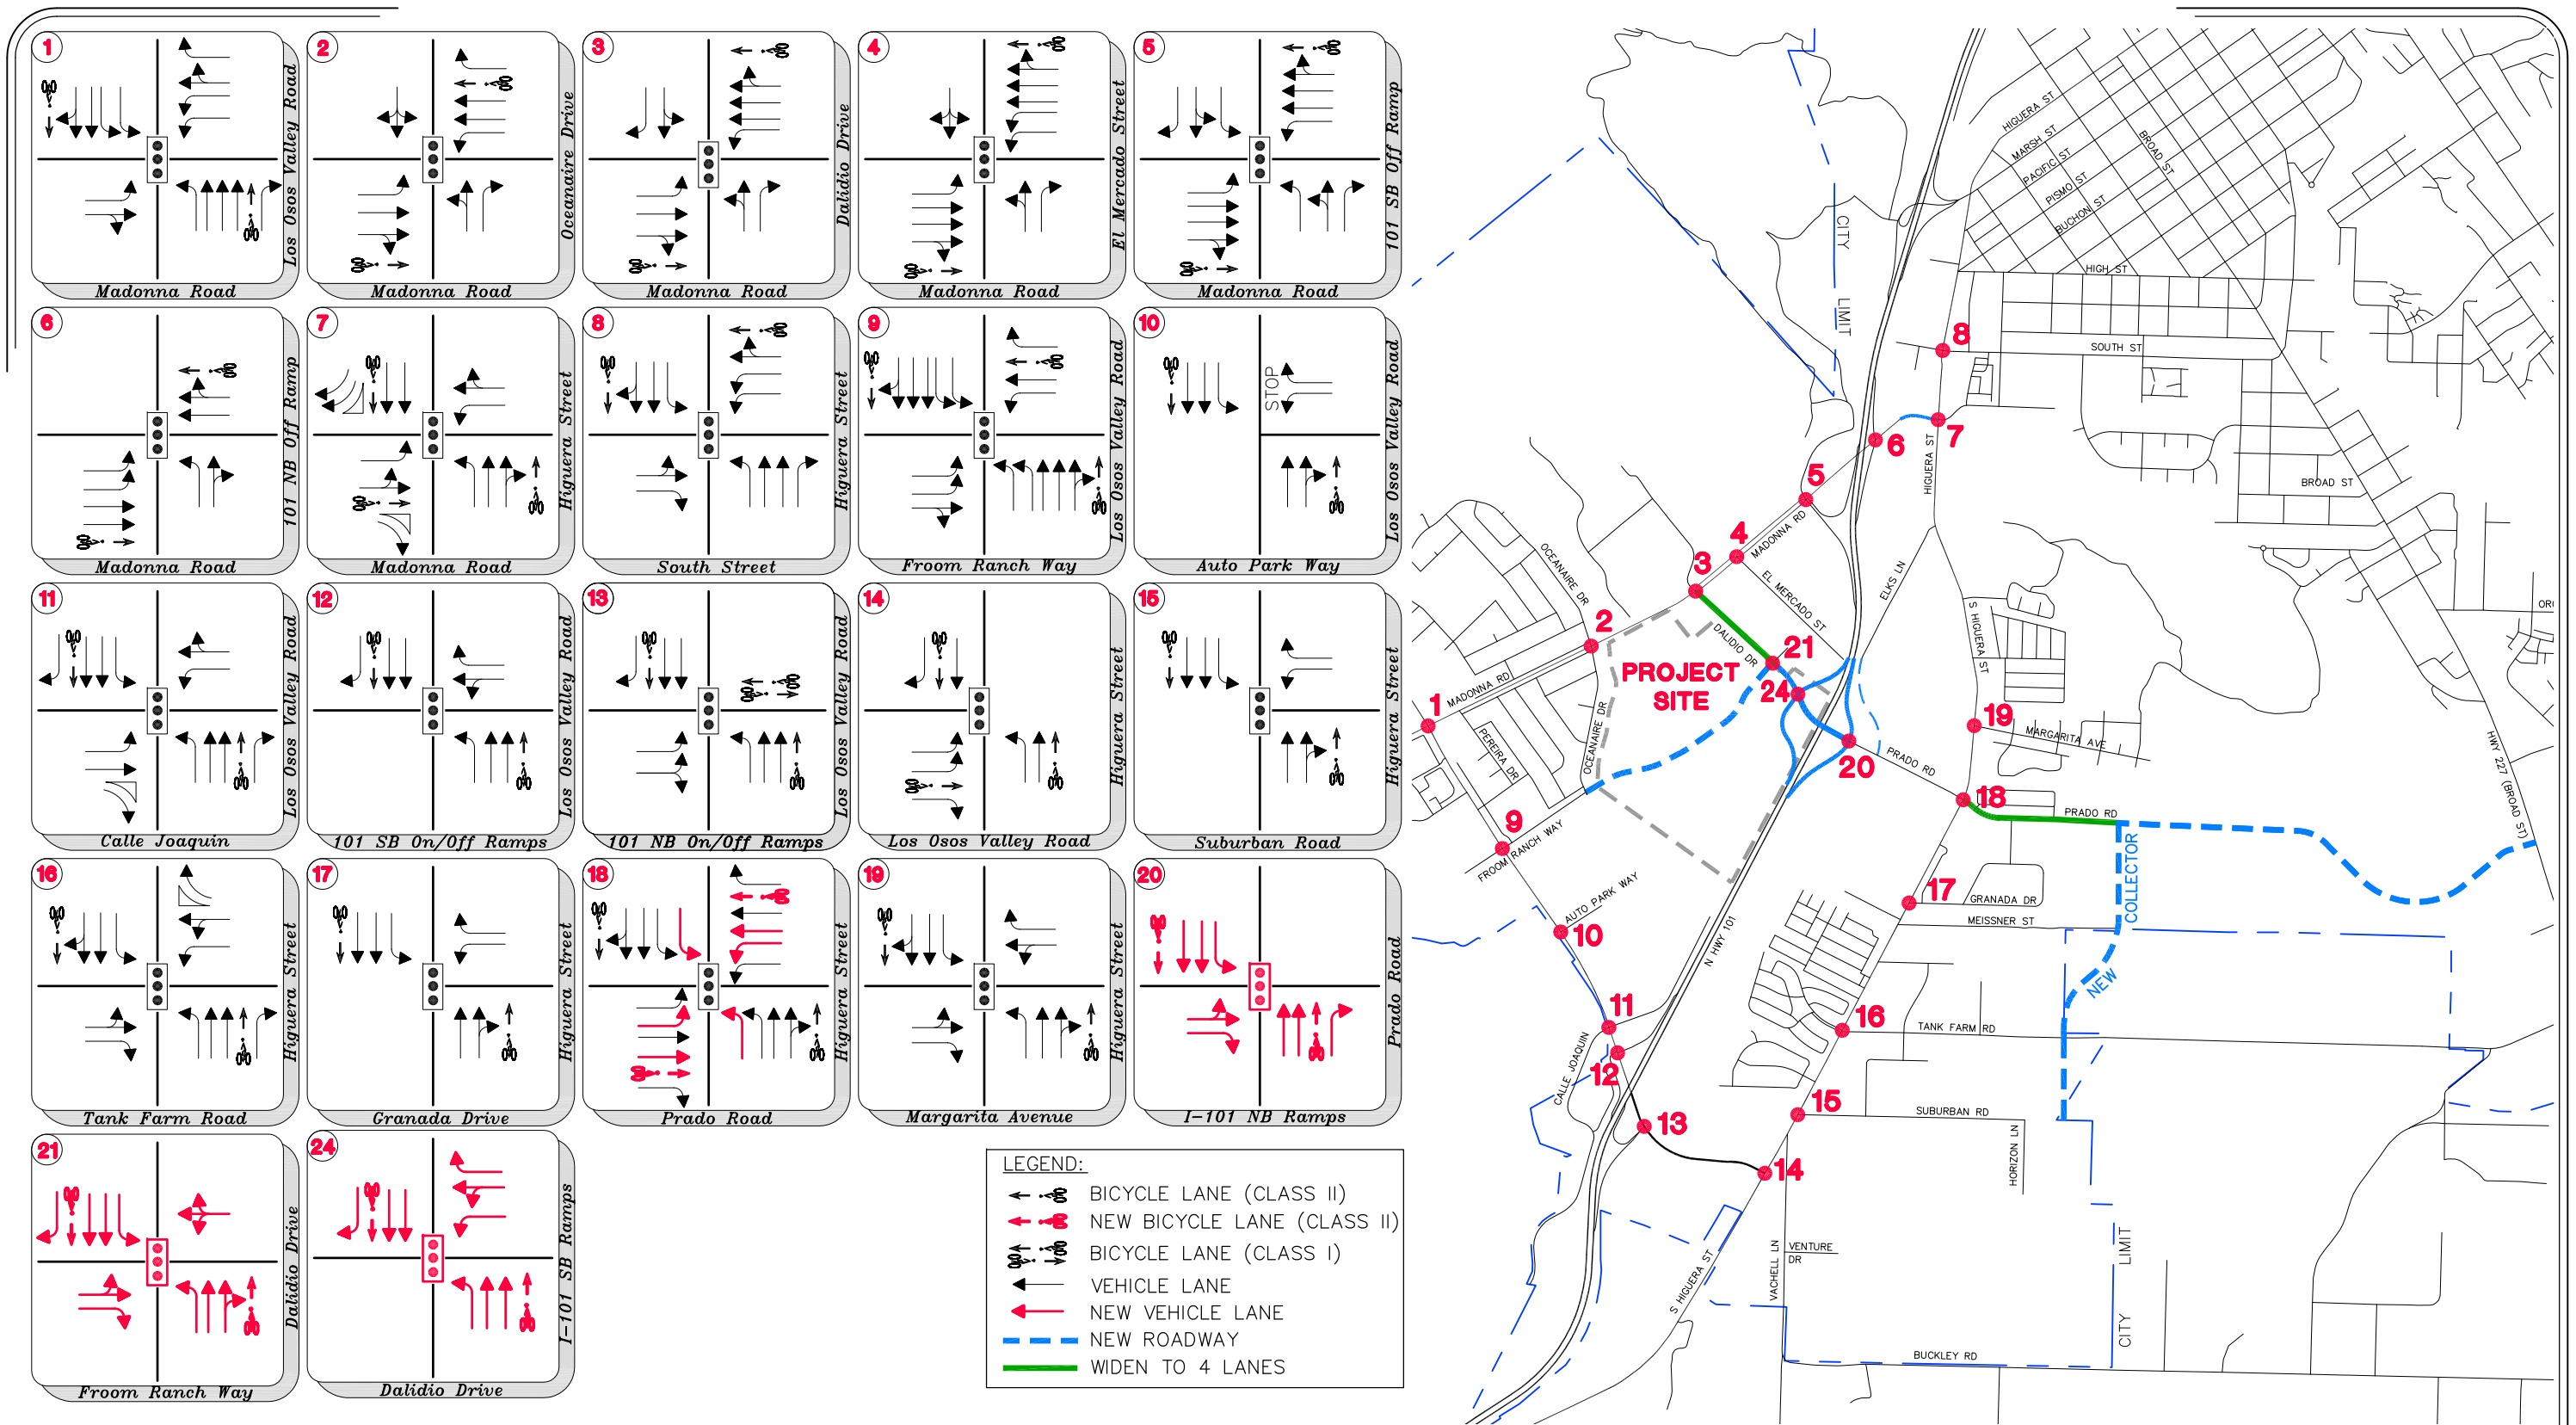 1
Los Osos Valley Road
Madonna Road
2
Oceanaire Drive
Madonna Road
3
Dalidio Drive
Madonna Road
4
El Mercado Street
Madonna Road
5
101 SB Off Ramp
Madonna Road
6
101 NB Off Ramp
Madonna Road
7
Higuera Street
Madonna Road
8
Higuera Street
South Street
9
Los Osos Valley Road
Froom Ranch Way
10
STOP
Los Osos Valley Road
Auto Park Way
11
Los Osos Valley Road
Calle Joaquin
12
Los Osos Valley Road
101 SB On/Off Ramps
13
Los Osos Valley Road
101 NB On/Off Ramps
14
Higuera Street
Los Osos Valley Road
15
Higuera Street
Suburban Road
16
Higuera Street
Tank Farm Road
17
Higuera Street
Granada Drive
18
Higuera Street
Prado Road
19
Higuera Street
Margarita Avenue
20
Prado Road
I-101 NB Ramps
21
Dalidio Drive
Froom Ranch Way
24
I-101 SB Ramps
Dalidio Drive
LEGEND:
BICYCLE LANE (CLASS II)
NEW BICYCLE LANE (CLASS II)
BICYCLE LANE (CLASS I)
VEHICLE LANE
NEW VEHICLE LANE
NEW ROADWAY
WIDEN TO 4 LANES
HIGUERA ST
MARSH ST
PACIFIC ST
PISMO ST
BUCHON ST
BROAD ST
CITY
LIMIT
HIGH ST
8
SOUTH ST
7
6
HIGUERA ST
BROAD ST
5
4
MADONNA RD
3
OCEANAIRE DR
EL MERCADO ST
ELKS LN
2
DALIDIO DR
21
S HIGUERA ST
PROJECT
SITE
24
1
MADONNA RD
OCEANAIRE DR
PEREIRA DR
19
MARGARITA AVE
20
PRADO RD
HWY 227 (BROAD ST)
18
PRADO RD
9
FROOM RANCH WAY
COLLECTOR
NEW
AUTO PARK WAY
10
17
GRANADA DR
MEISSNER ST
N HWY 101
11
16
TANK FARM RD
CALLE JOAQUIN
12
13
15
SUBURBAN RD
HORIZON LN
14
VACHELL LN
VENTURE
DR
S HIGUERA ST
LIMIT
CITY
BUCKLEY RD